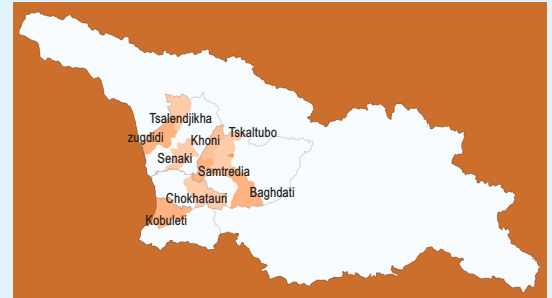 Tsalendjikha
zugdidi
Khoni
Tskaltubo
Senaki
Samtredia
Chokhatauri
Baghdati
Kobuleti